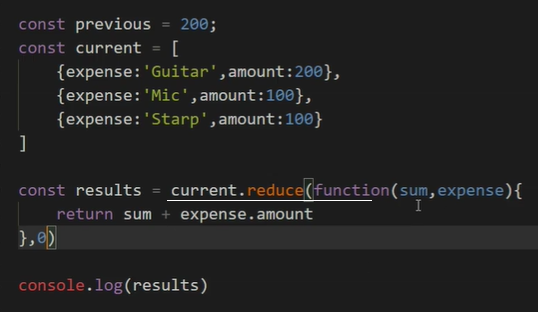 const previous = 200;
const current = [
    {expense:'Guitar',amount:200},
    {expense:'Mic',amount:100},
    {expense:'Starp',amount:100}
]
const results = current.reduce(function(sum,expense){
    return sum + expense.amount
},0)
console.log(results)